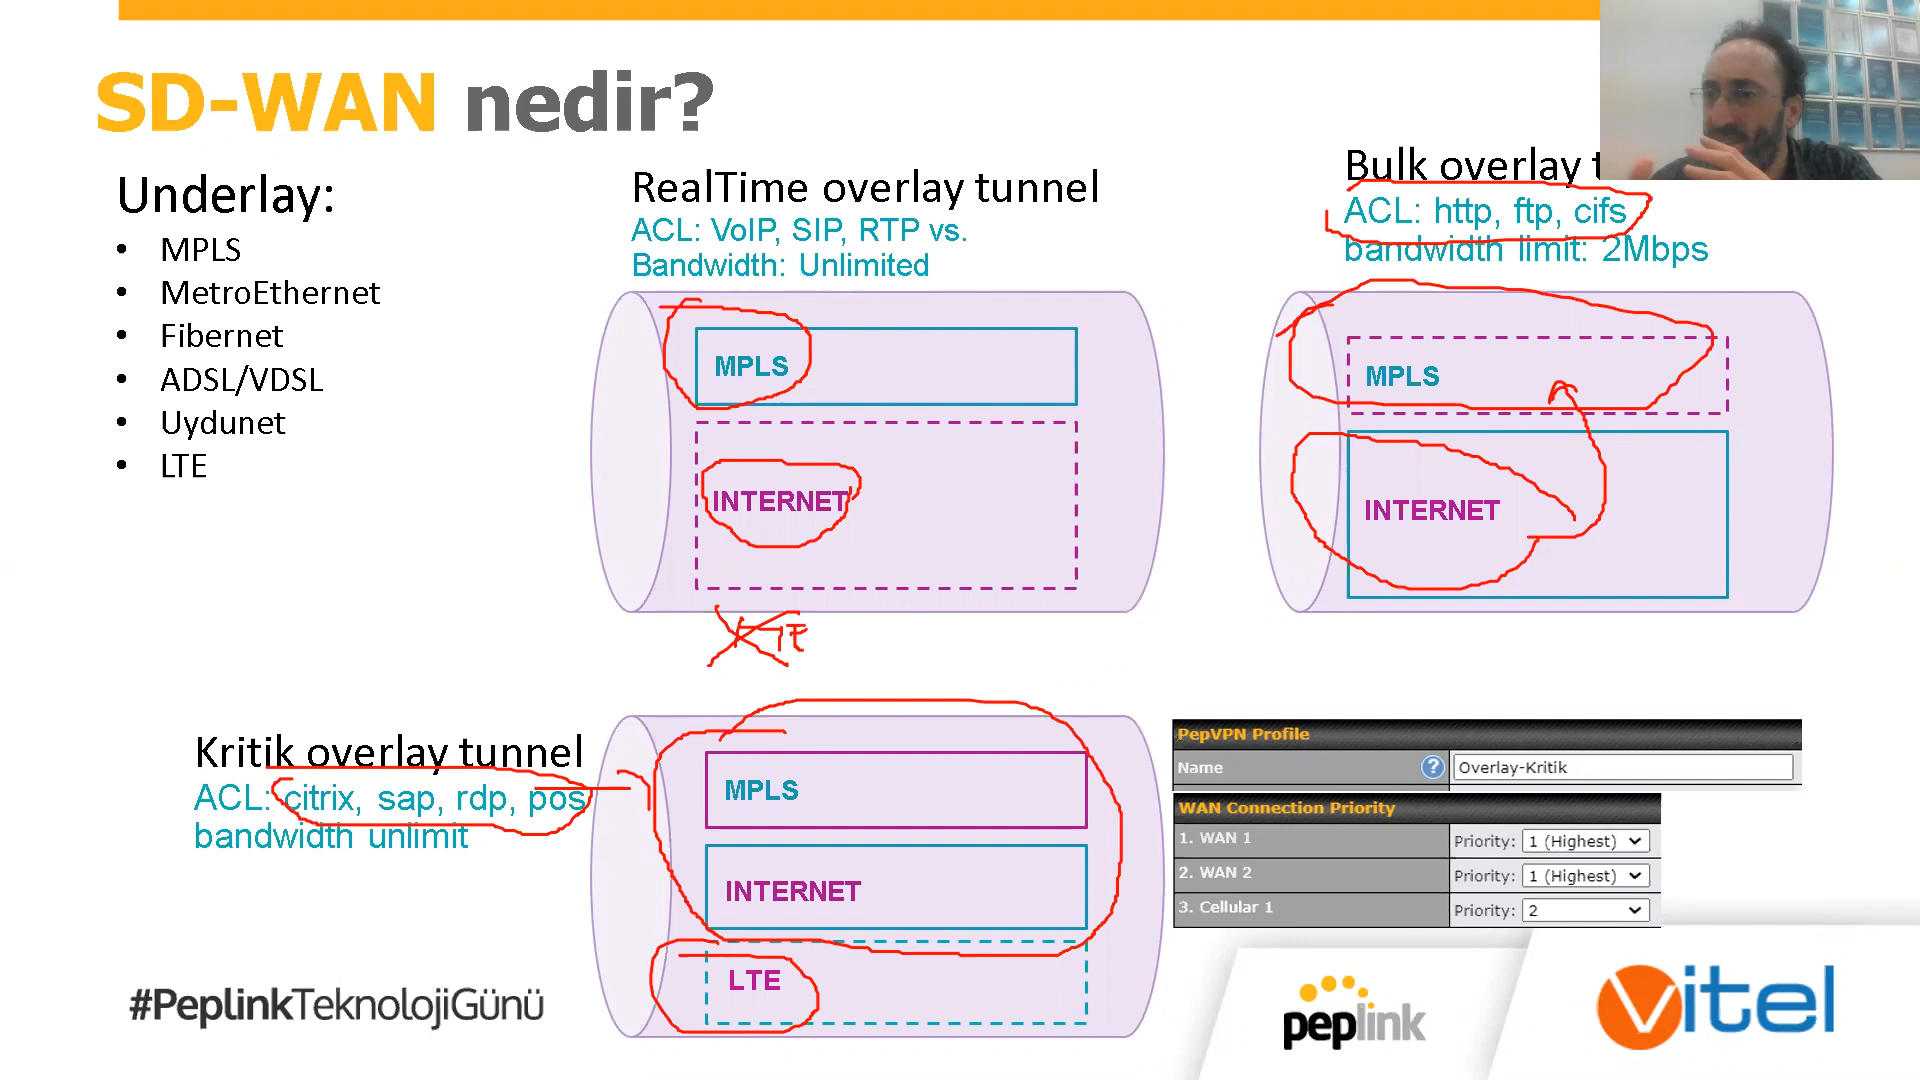 SD-WAN nedir?
Underlay:
• MPLS
• MetroEthernet
• Fibernet
• ADSL/VDSL
• Uydunet
• LTE
RealTime overlay tunnel
ACL: VoIP, SIP, RTP vs.
Bandwidth: Unlimited
MPLS
INTERNET
LTE
Bulk overlay t
ACL: http, ftp, cifs
bandwidth limit: 2Mbps
MPLS
INTERNET
Kritik overlay tunnel
ACL: citrix, sap, rdp, pos
bandwidth unlimit
MPLS
INTERNET
LTE
PepVPN Profile
Name ? Overlay-Kritik
WAN Connection Priority
1. WAN 1 Priority: 1 (Highest)
2. WAN 2 Priority: 1 (Highest)
3. Cellular 1 Priority: 2
#PeplinkTeknolojiGünü
peplink
vitel